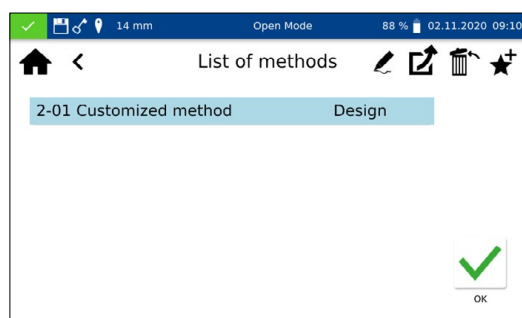 14 mm Open Mode 88 % 02.11.2020 09:10
List of methods
2-01 Customized method Design
OK